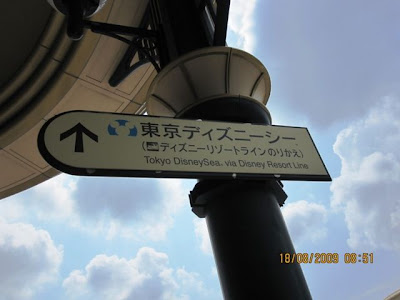 東京ディズニーシー
(ディズニーリゾートラインのりかえ)
Tokyo DisneySea, via Disney Resort Line
18/08/2009 08:51